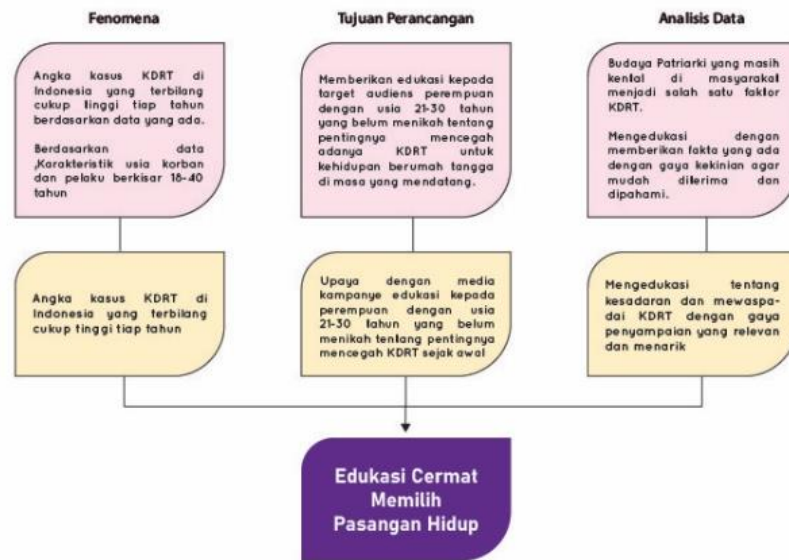 Fenomena
Angka kasus KDRT di
Indonesia yang terbilang
cukup tinggi tiap tahun
berdasarkan data yang ada.
Berdasarkan data
,Karakteristik usia korban
dan pelaku berkisar 18-40
tahun
Angka kasus KDRT di
Indonesia yang terbilang
cukup tinggi tiap tahun
Tujuan Perancangan
Memberikan edukasi kepada
target audiens perempuan
dengan usia 21-30 tahun
yang belum menikah tentang
pentingnya mencegah
adanya KDRT untuk
kehidupan berumah tangga
di masa yang mendatang.
Upaya dengan media
kampanye edukasi kepada
perempuan dengan usia
21-30 tahun yang belum
menikah tentang pentingnya
mencegah KDRT sejak awal
Analisis Data
Budaya Patriarki yang masih
kental di masyarakat
menjadi salah satu faktor
KDRT.
Mengedukasi dengan
memberikan fakta yang ada
dengan gaya kekinian agar
mudah diterima dan
dipahami.
Mengedukasi tentang
kesadaran dan mewaspa-
dai KDRT dengan gaya
penyampaian yang relevan
dan menarik
Edukasi Cermat
Memilih
Pasangan Hidup